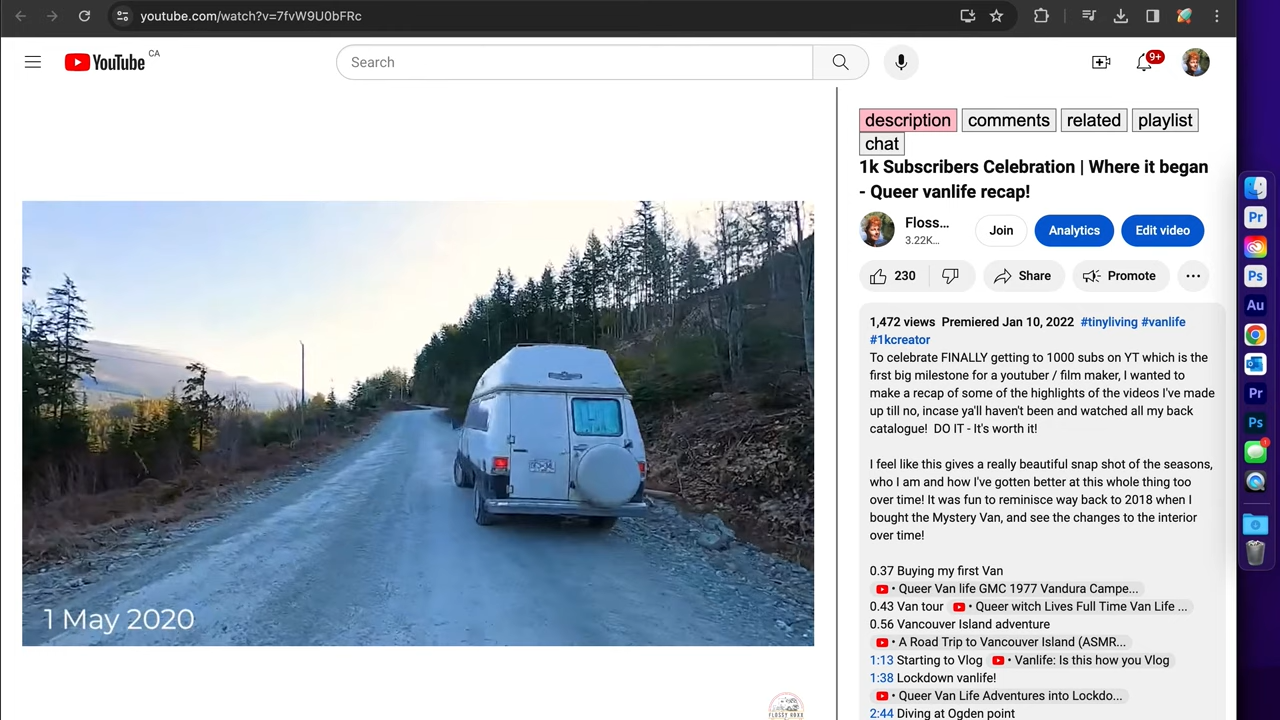 youtube.com/watch?v=7fvW9U0bFRc
YouTube CA
Search
9+
description comments related playlist
chat
1k Subscribers Celebration | Where it began
- Queer vanlife recap!
Floss...
3.22K...
Join
Analytics
Edit video
230
Share
Promote
1,472 views Premiered Jan 10, 2022 #tinyliving #vanlife
#1kcreator
To celebrate FINALLY getting to 1000 subs on YT which is the
first big milestone for a youtuber / film maker, I wanted to
make a recap of some of the highlights of the videos I've made
up till no, incase ya'll haven't been and watched all my back
catalogue! DO IT - It's worth it!
I feel like this gives a really beautiful snap shot of the seasons,
who I am and how I've gotten better at this whole thing too
over time! It was fun to reminisce way back to 2018 when I
bought the Mystery Van, and see the changes to the interior
over time!
0.37 Buying my first Van
• Queer Van life GMC 1977 Vandura Campe...
0.43 Van tour • Queer witch Lives Full Time Van Life ...
0.56 Vancouver Island adventure
• A Road Trip to Vancouver Island (ASMR...
1:13 Starting to Vlog • Vanlife: Is this how you Vlog
1:38 Lockdown vanlife!
• Queer Van Life Adventures into Lockdo...
2:44 Diving at Ogden point
1 May 2020
FLOSSY ROXX
Pr
Ps
Au
Pr
Ps
1